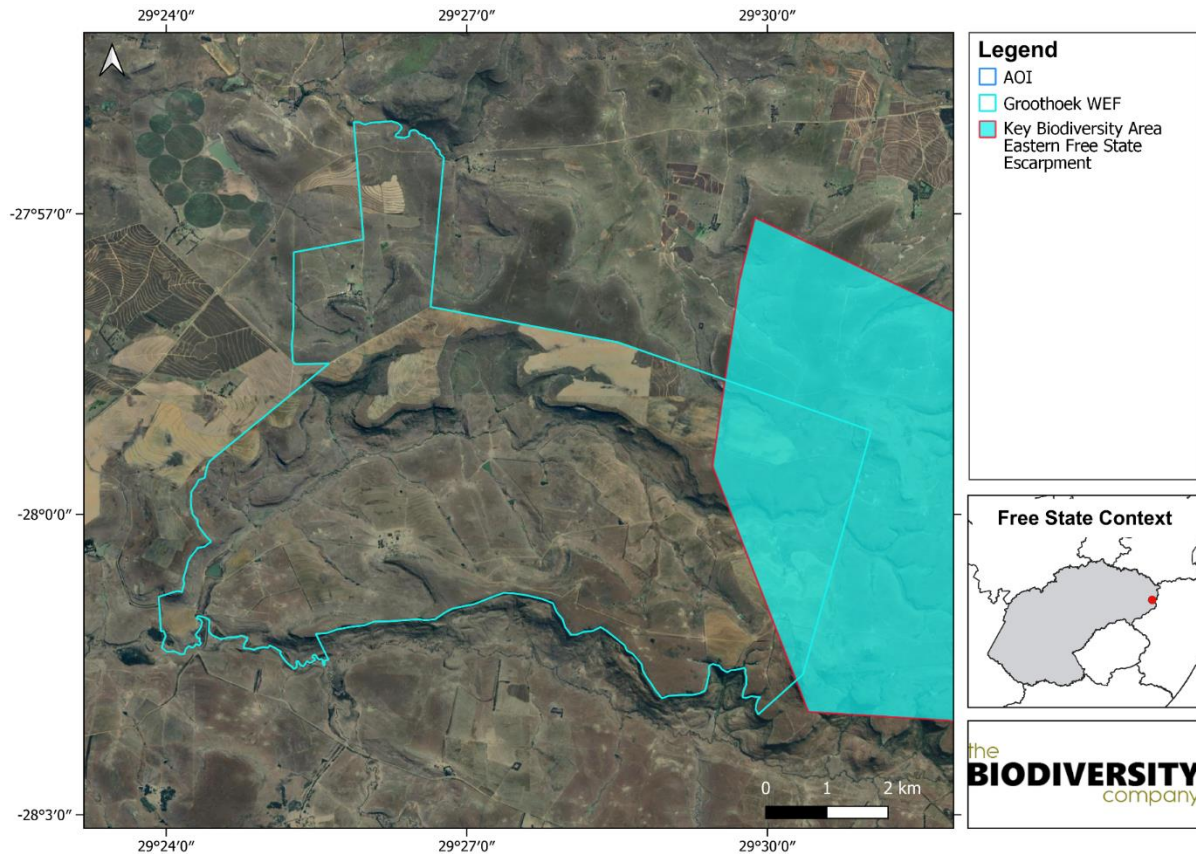 29°24′0″ 29°27′0″ 29°30′0″
Legend
AOI
Groothoek WEF
Key Biodiversity Area
Eastern Free State
Escarpment
-27°57′0″
-28°0′0″
-28°3′0″
0 1 2 km
29°24′0″ 29°27′0″ 29°30′0″
Free State Context
the
BIODIVERSITY
company